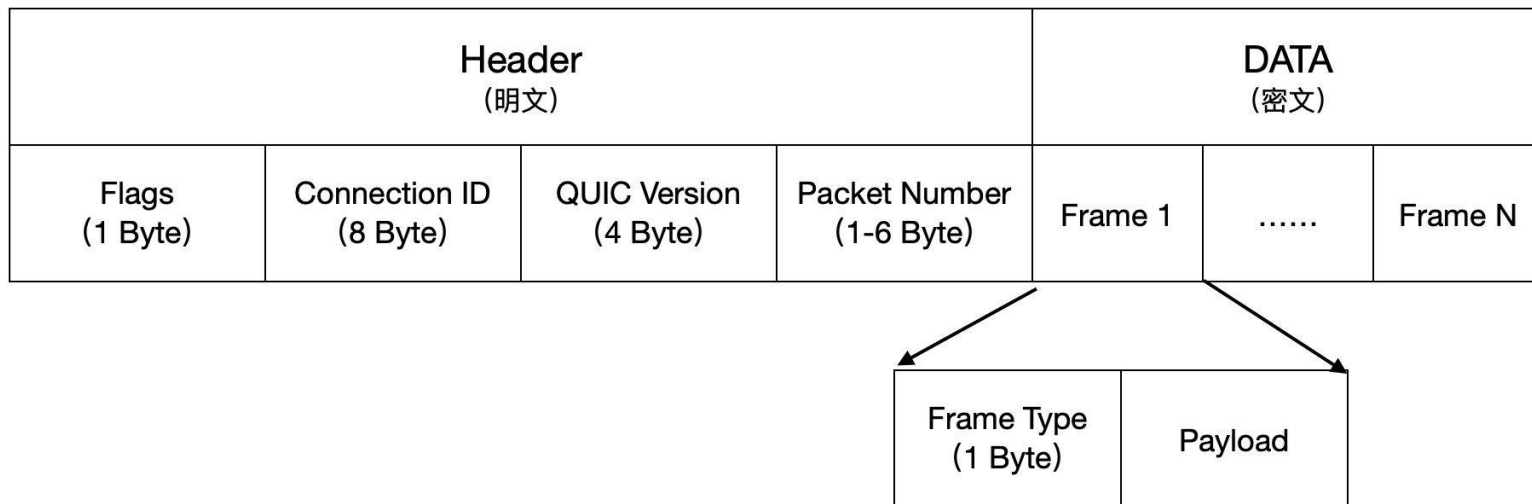 Header
（明文）
DATA
（密文）
Flags
（1 Byte）
Connection ID
（8 Byte）
QUIC Version
（4 Byte）
Packet Number
（1-6 Byte）
Frame 1
……
Frame N
Frame Type
（1 Byte）
Payload